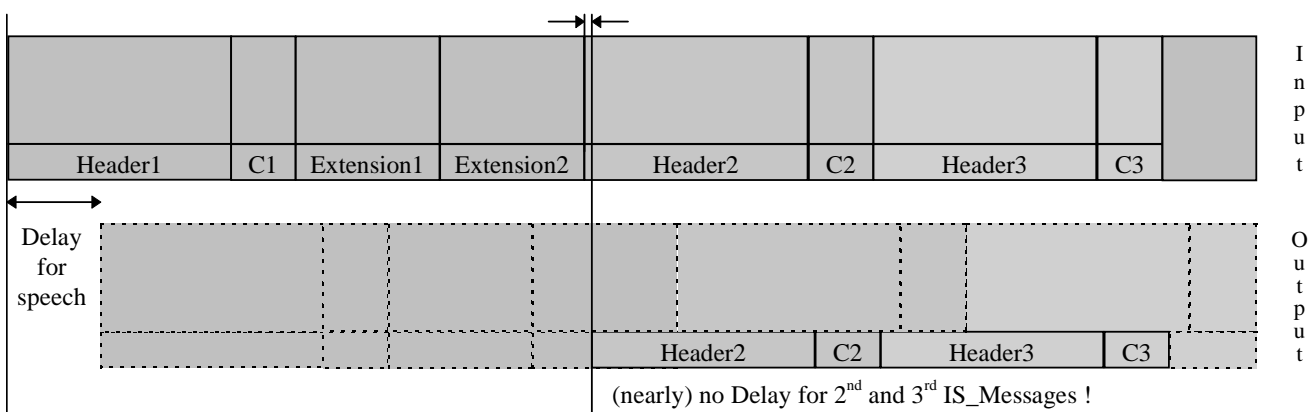 Header1 C1 Extension1 Extension2 Header2 C2 Header3 C3
Input
Delay
for
speech
Output
Header2 C2 Header3 C3
(nearly) no Delay for 2nd and 3rd IS_Messages !